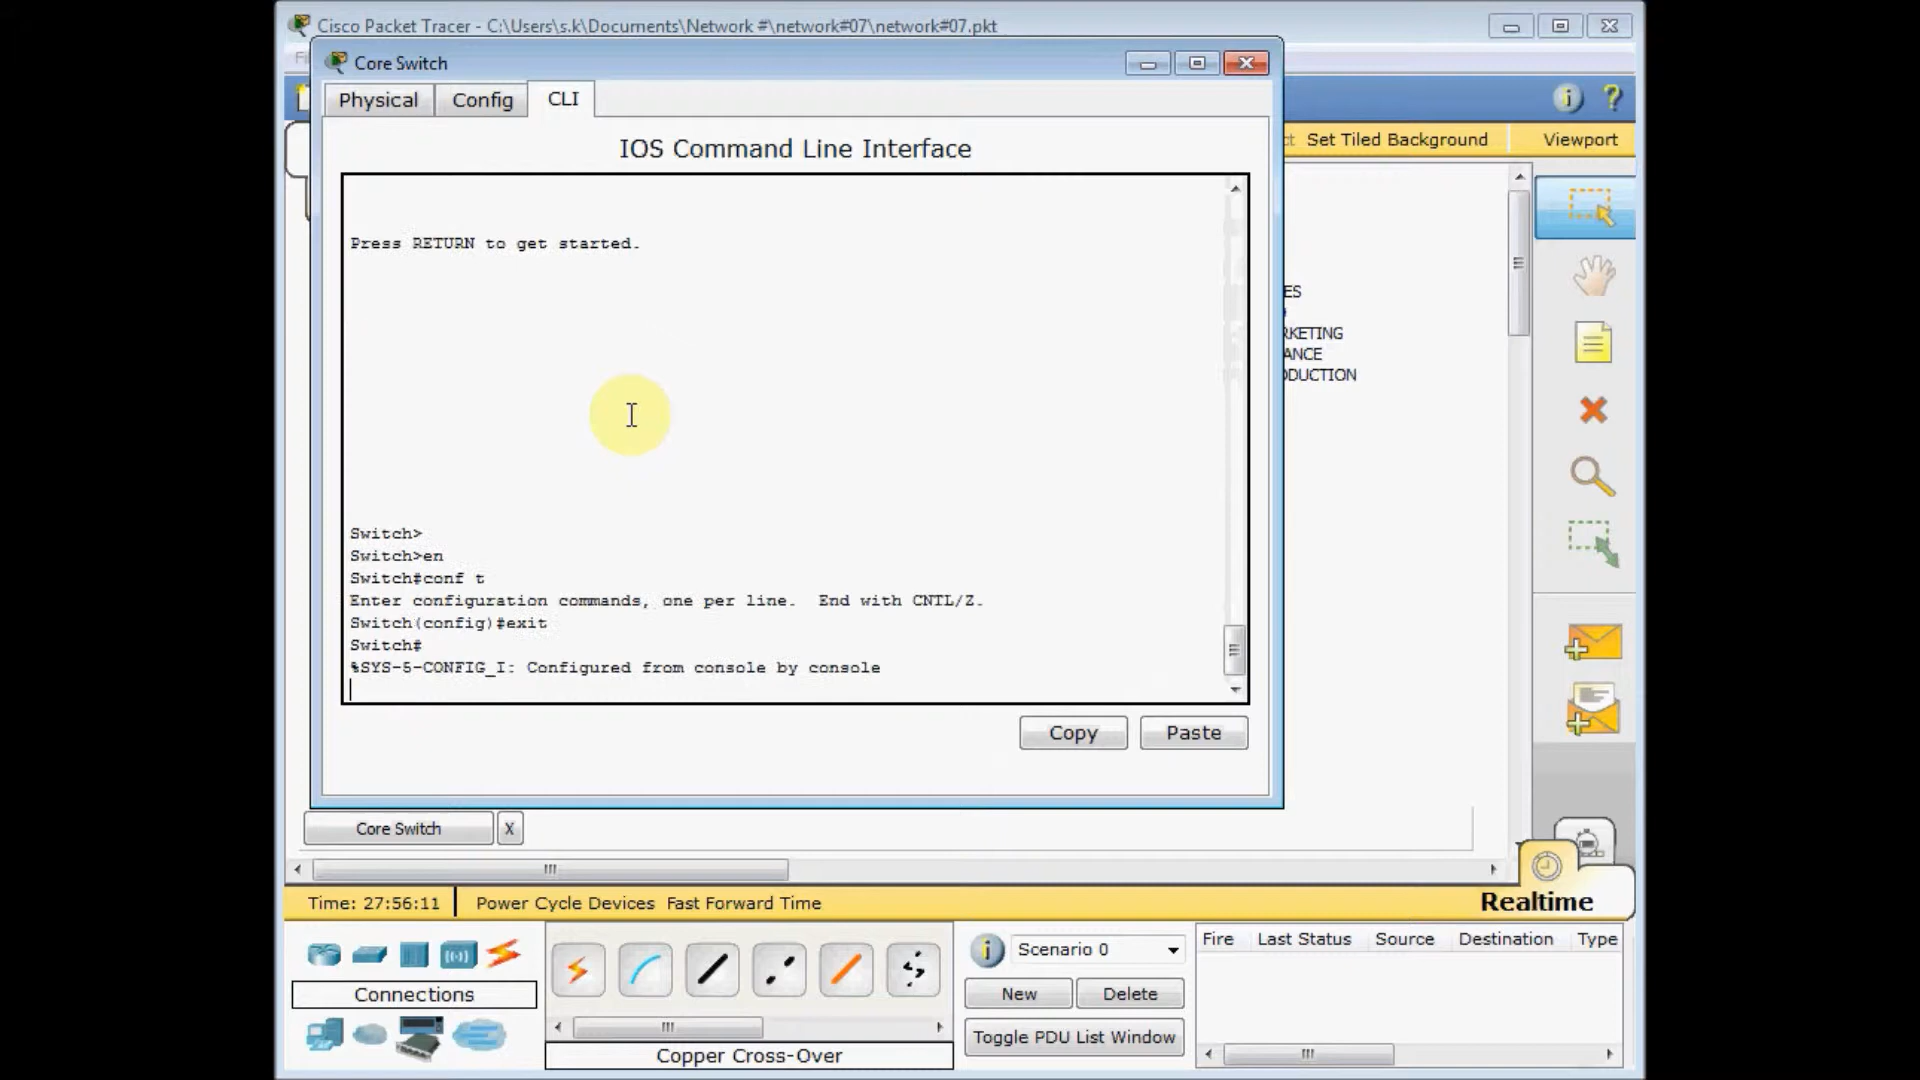 Cisco Packet Tracer - C:\Users\s.k\Documents\Network #\network#07\network#07.pkt
Core Switch
Physical
Config
CLI
Set Tiled Background
Viewport
IOS Command Line Interface
Press RETURN to get started.
ES
RKETING
ANCE
DUCTION
Switch>
Switch>en
Switch#conf t
Enter configuration commands, one per line.  End with CNTL/Z.
Switch(config)#exit
Switch#
%SYS-5-CONFIG_I: Configured from console by console
Copy
Paste
Core Switch
X
Time: 27:56:11
Power Cycle Devices
Fast Forward Time
Realtime
Scenario 0
Fire
Last Status
Source
Destination
Type
Connections
New
Delete
Toggle PDU List Window
Copper Cross-Over